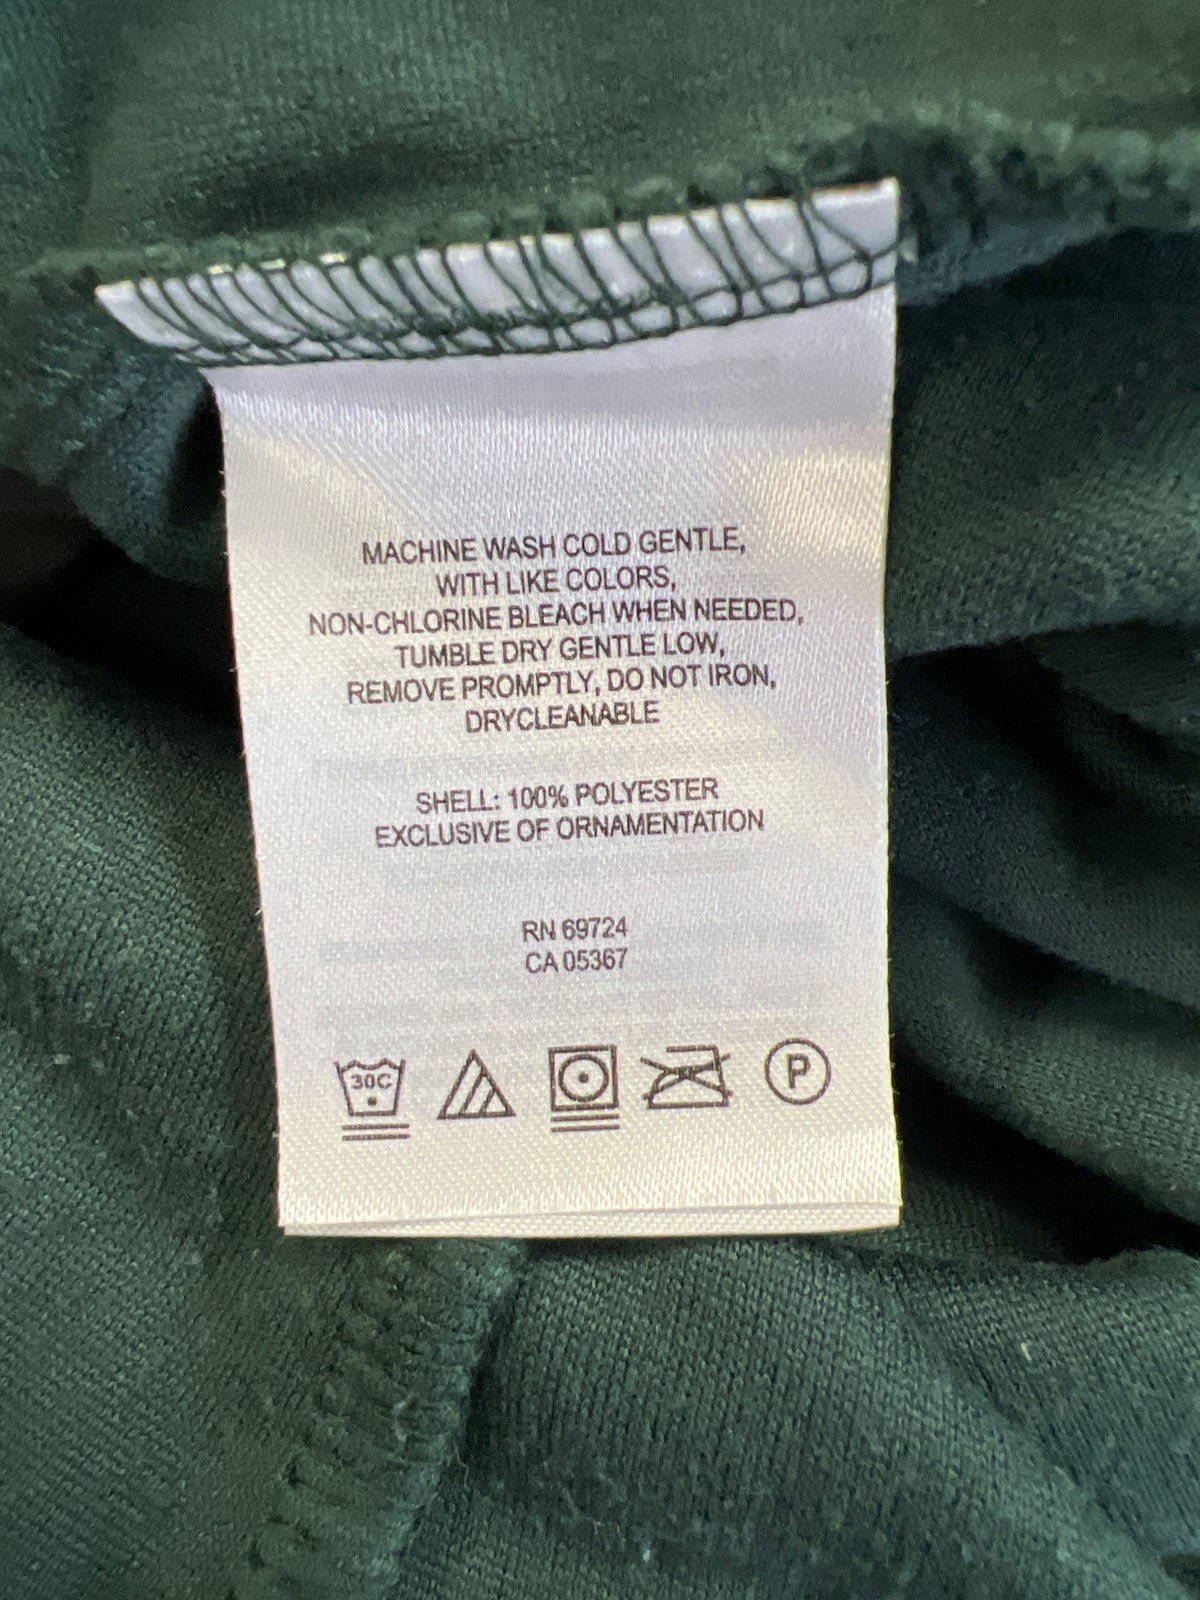 MACHINE WASH COLD GENTLE,
WITH LIKE COLORS,
NON-CHLORINE BLEACH WHEN NEEDED,
TUMBLE DRY GENTLE LOW,
REMOVE PROMPTLY, DO NOT IRON,
DRYCLEANABLE
SHELL: 100% POLYESTER
EXCLUSIVE OF ORNAMENTATION
RN 69724
CA 05367
30C P